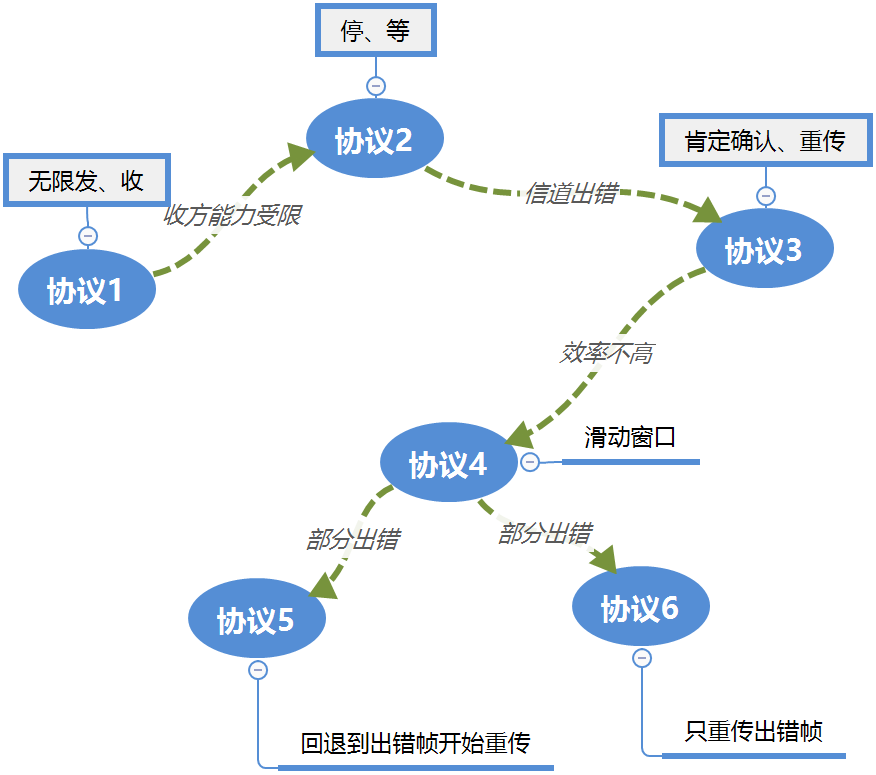 停、等
协议2
肯定确认、重传
无限发、收
收方能力受限
信道出错
协议3
协议1
效率不高
滑动窗口
协议4
部分出错
部分出错
协议5
协议6
只重传出错帧
回退到出错帧开始重传